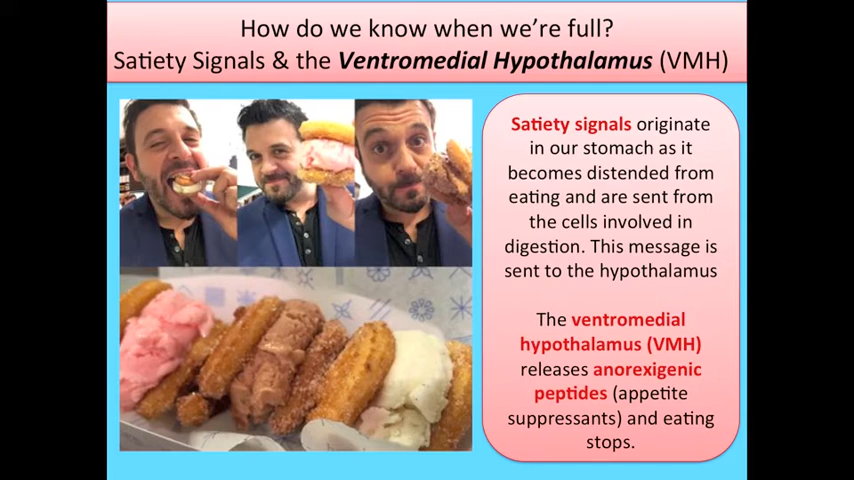 How do we know when we’re full?
Satiety Signals & the Ventromedial Hypothalamus (VMH)
Satiety signals originate
in our stomach as it
becomes distended from
eating and are sent from
the cells involved in
digestion. This message is
sent to the hypothalamus
The ventromedial
hypothalamus (VMH)
releases anorexigenic
peptides (appetite
suppressants) and eating
stops.